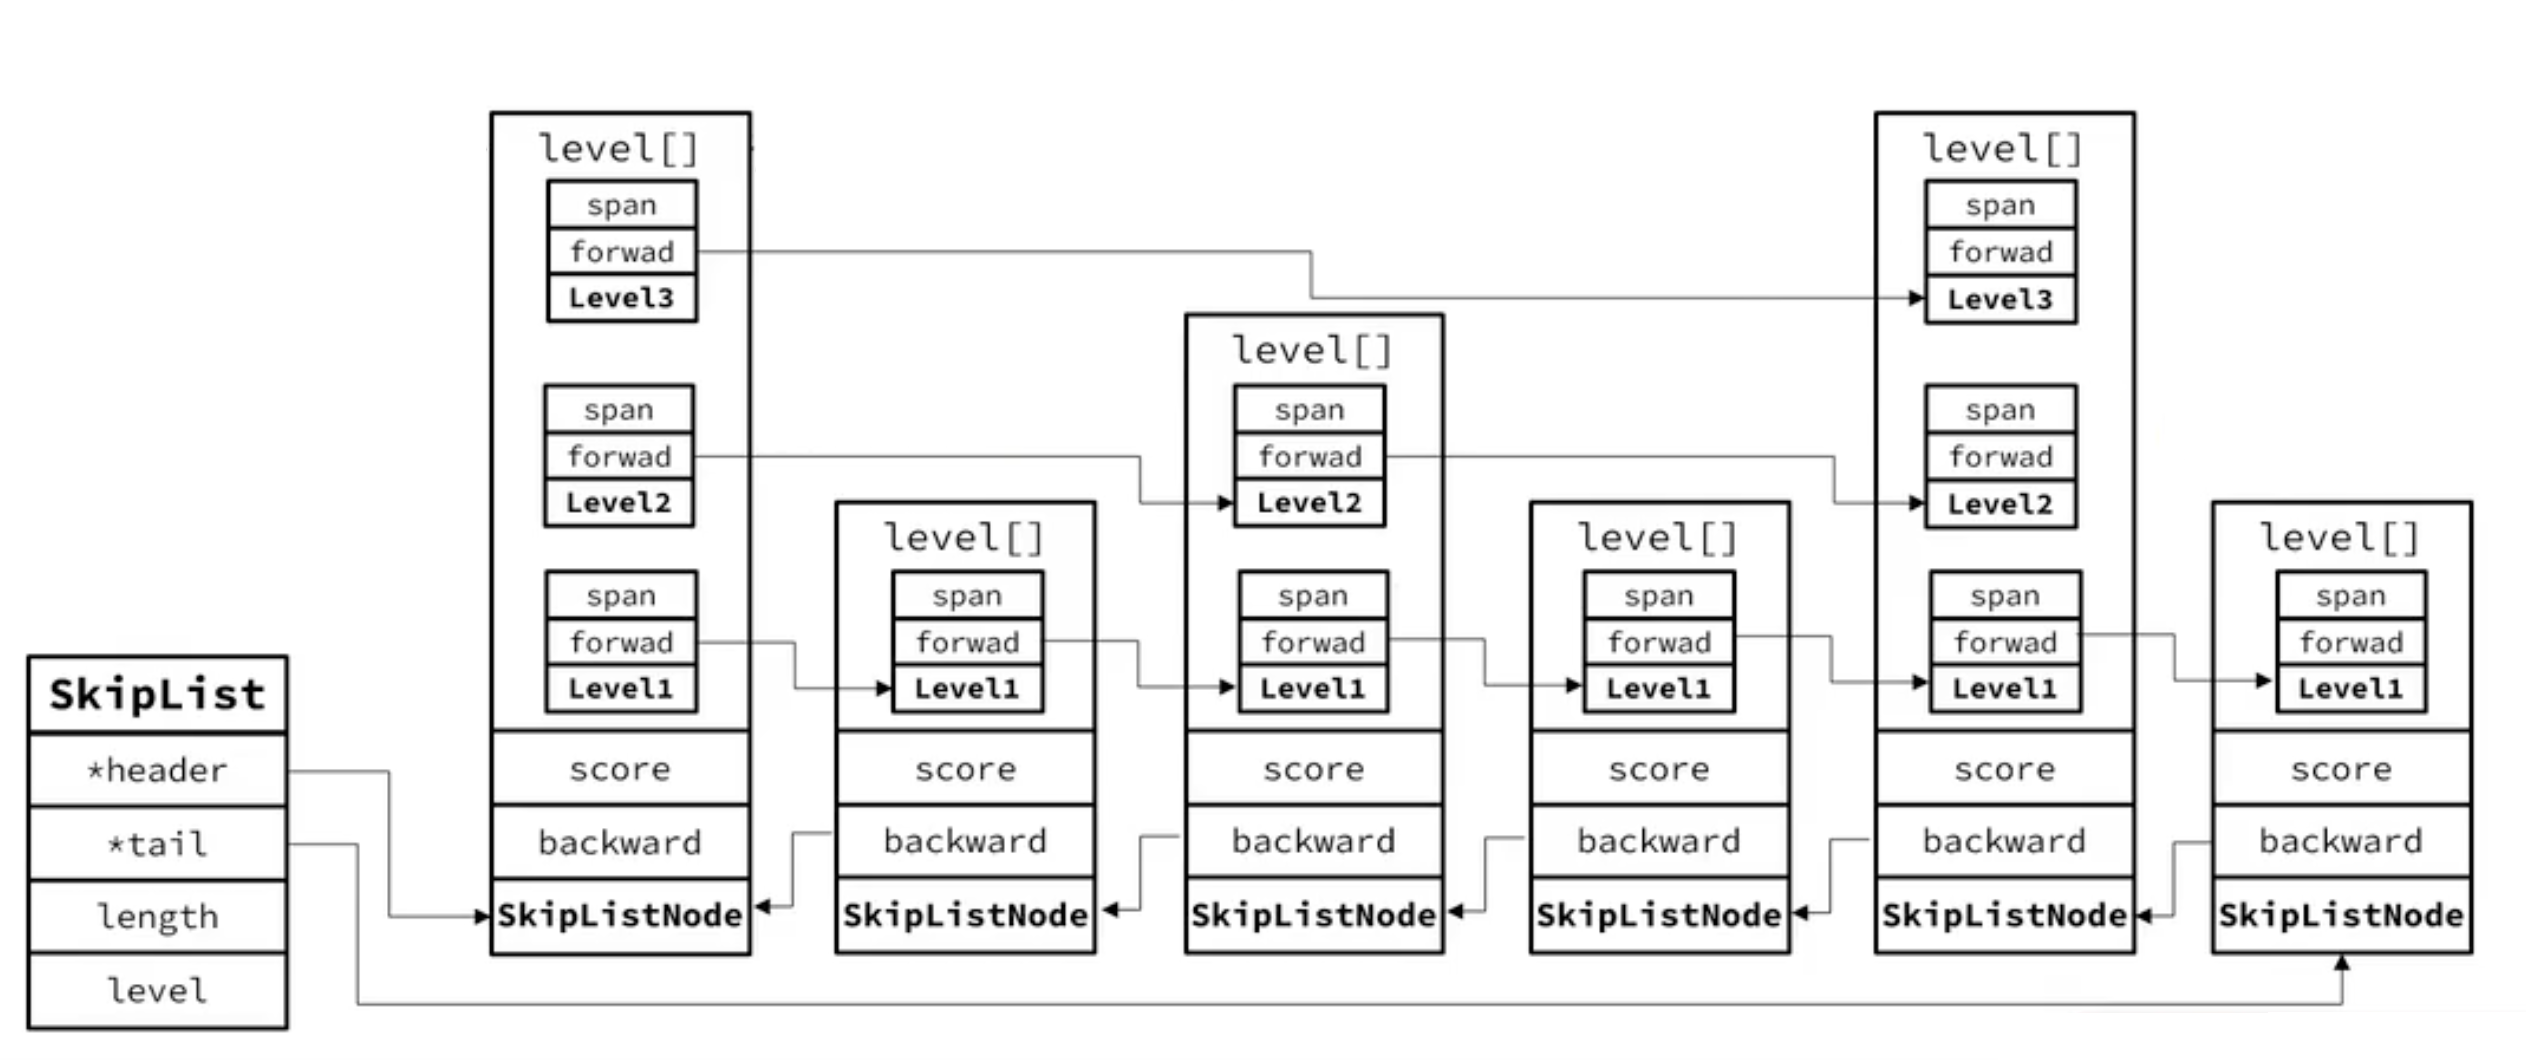 SkipList
*header
*tail
length
level
level[]
span
forwad
Level3
span
forwad
Level2
span
forwad
Level1
score
backward
SkipListNode
level[]
span
forwad
Level1
score
backward
SkipListNode
level[]
span
forwad
Level2
span
forwad
Level1
score
backward
SkipListNode
level[]
span
forwad
Level1
score
backward
SkipListNode
level[]
span
forwad
Level3
span
forwad
Level2
span
forwad
Level1
score
backward
SkipListNode
level[]
span
forwad
Level1
score
backward
SkipListNode